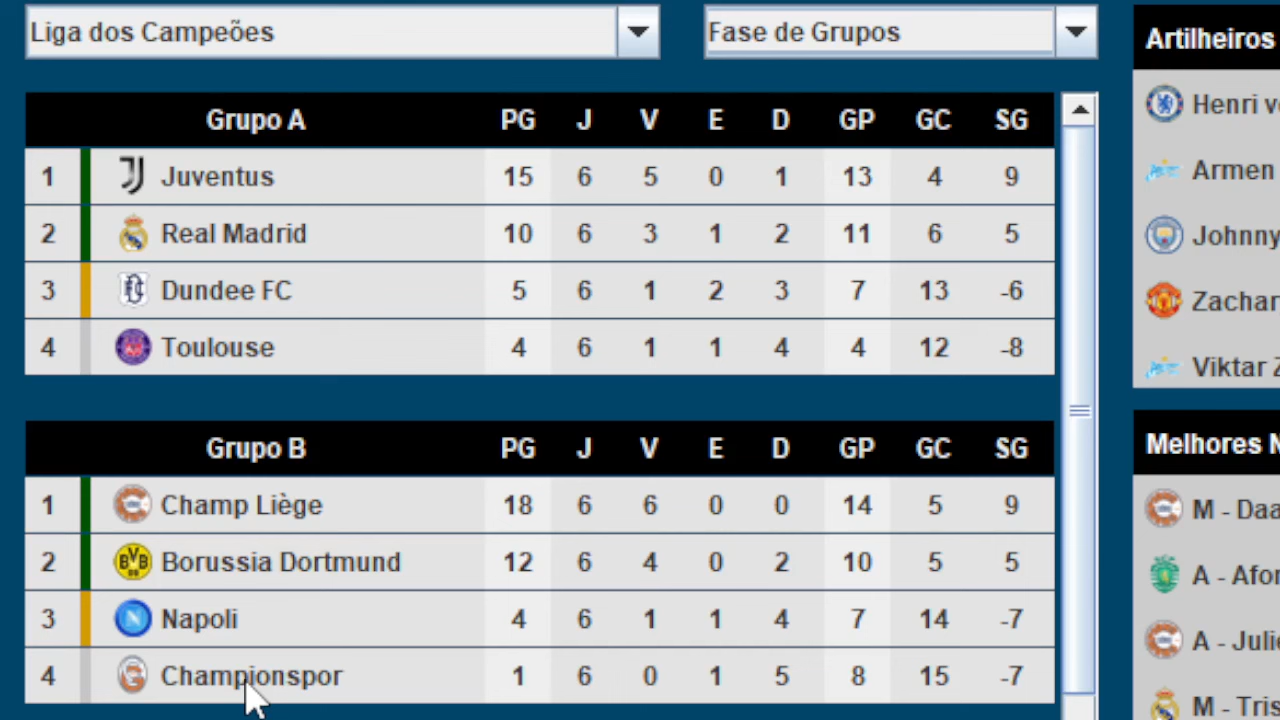 Liga dos Campeões
Fase de Grupos
Grupo A PG J V E D GP GC SG
1 Juventus 15 6 5 0 1 13 4 9
2 Real Madrid 10 6 3 1 2 11 6 5
3 Dundee FC 5 6 1 2 3 7 13 -6
4 Toulouse 4 6 1 1 4 4 12 -8
Grupo B PG J V E D GP GC SG
1 Champ Liège 18 6 6 0 0 14 5 9
2 Borussia Dortmund 12 6 4 0 2 10 5 5
3 Napoli 4 6 1 1 4 7 14 -7
4 Championspor 1 6 0 1 5 8 15 -7
Artilheiros
Henri
Armen
Johnny
Viktar
Melhores
M - Daa
A - Afo
A - Juli
M - Tris